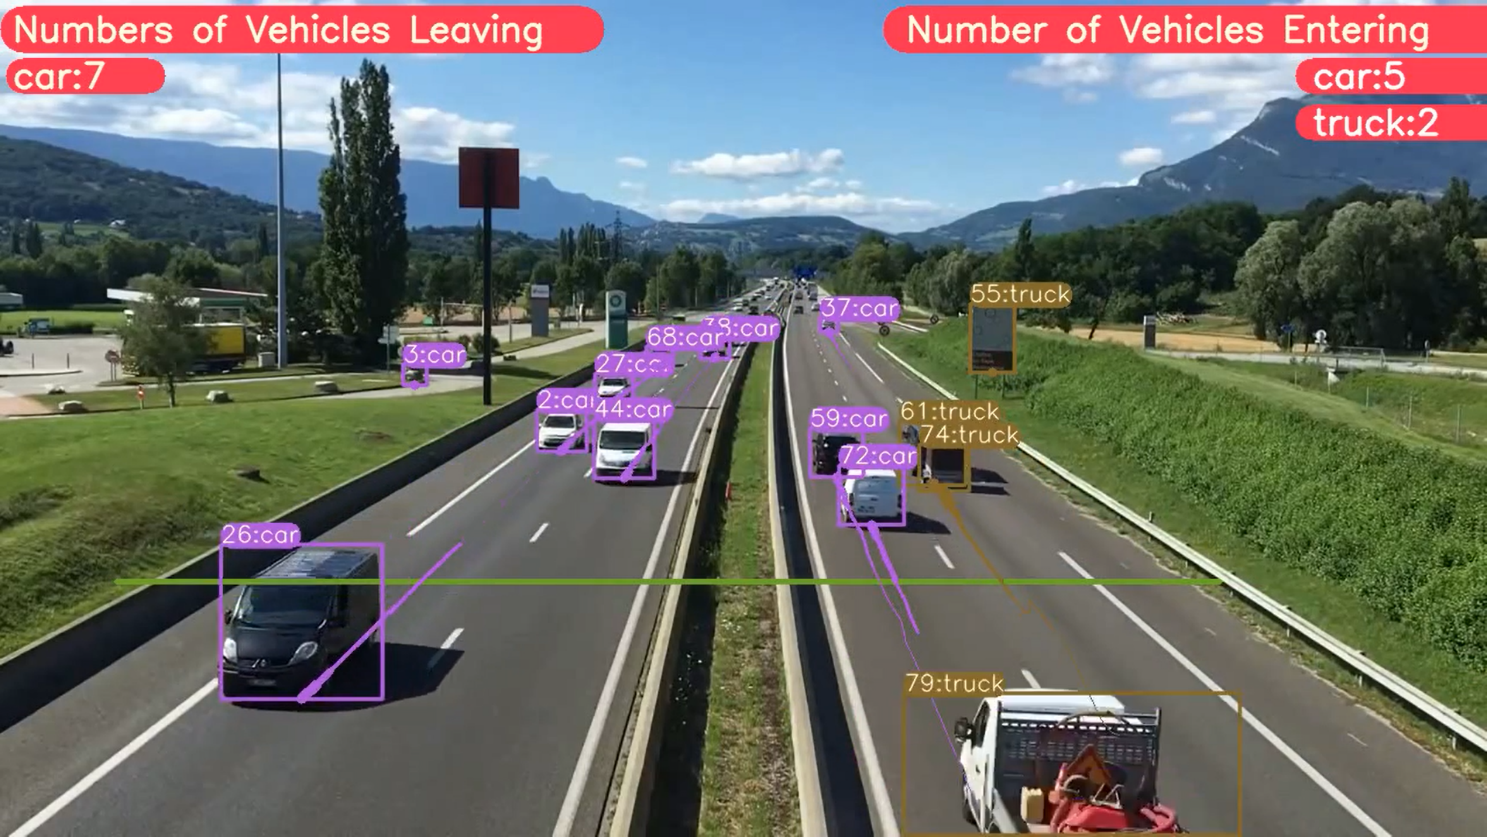 Numbers of Vehicles Leaving
car:7
Number of Vehicles Entering
car:5
truck:2
55:truck
37:car
78:car
68:car
3:car
27:ca
2:car
44:car
61:truck
59:car
74:truck
72:car
26:car
79:truck